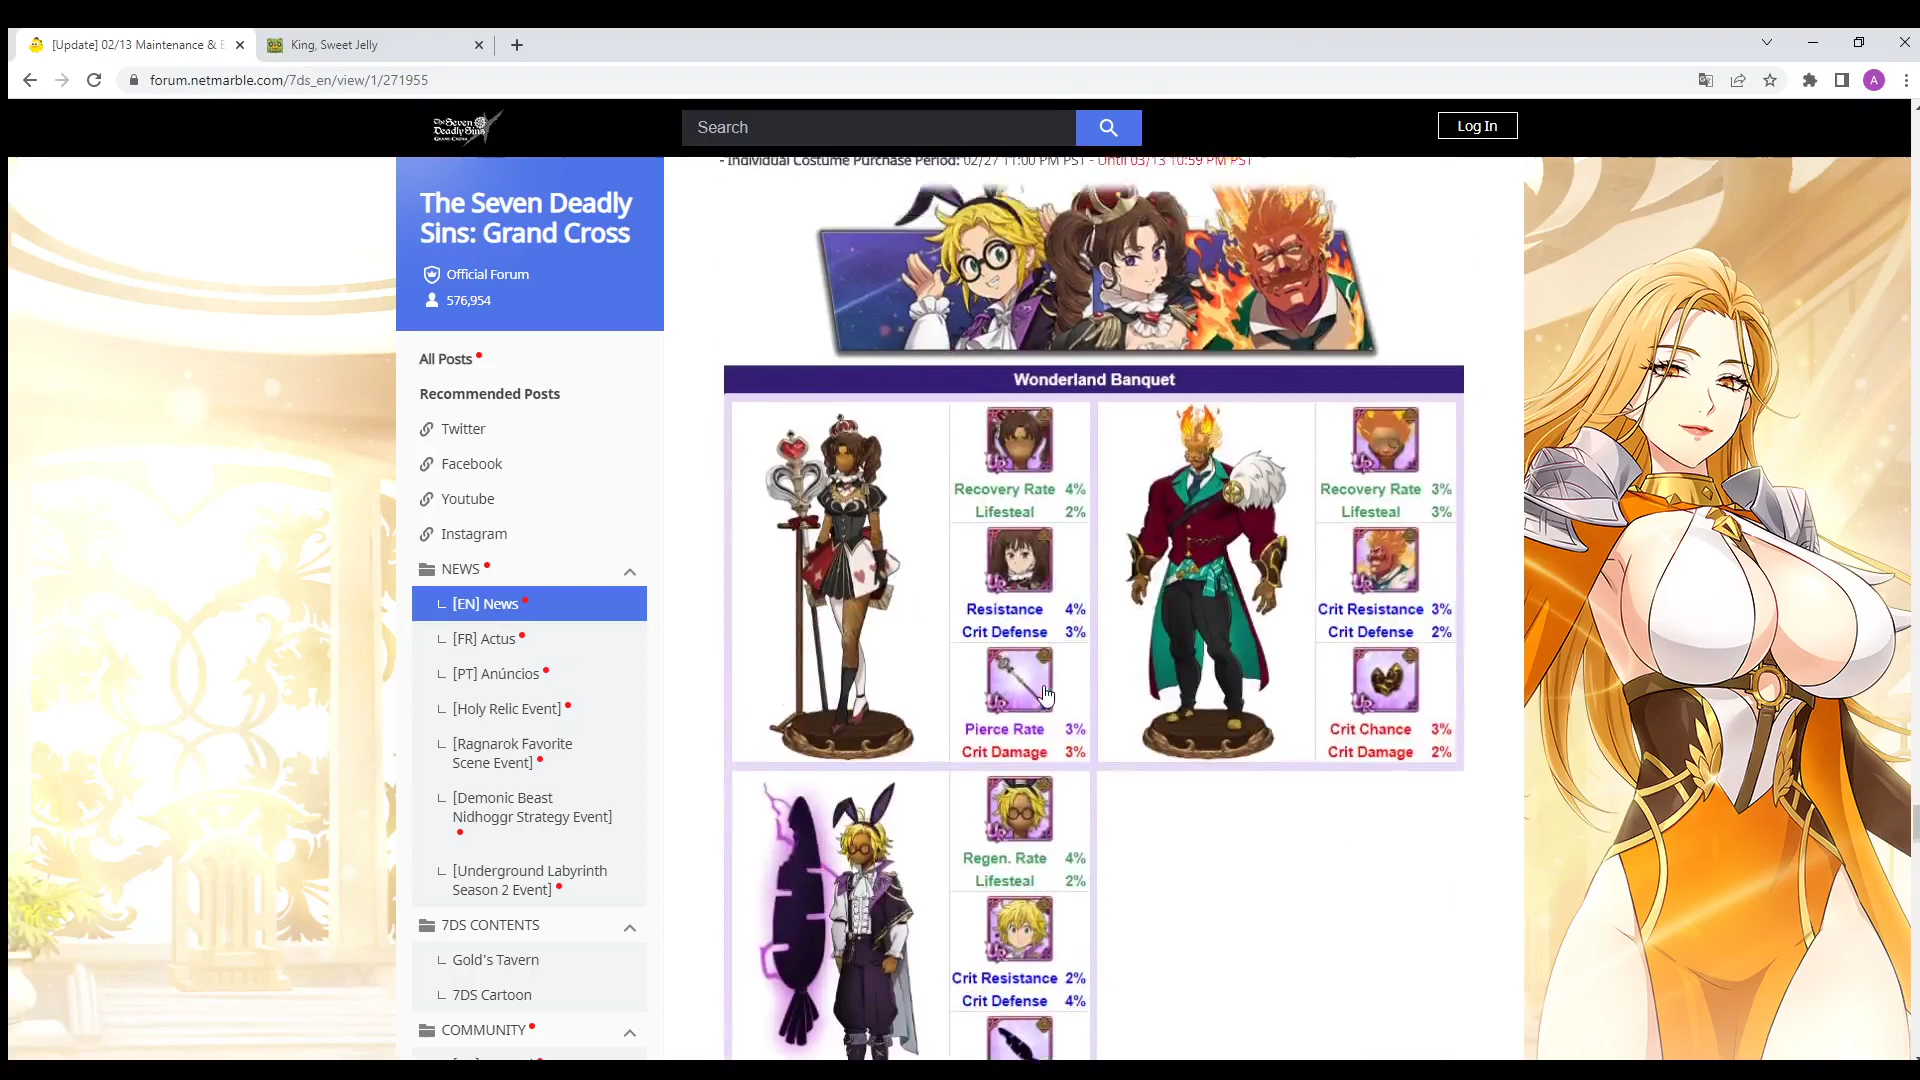 [Update] 02/13 Maintenance & E
King, Sweet Jelly
forum.netmarble.com/7ds_en/view/1/271955
A
The Seven
Deadly Sins
GRAND CROSS
Search
Log In
- Individual Costume Purchase Period: 02/27 11:00 PM PST - Until 03/13 10:59 PM PST
The Seven Deadly
Sins: Grand Cross
Official Forum
576,954
All Posts
Recommended Posts
Twitter
Facebook
Youtube
Instagram
NEWS
[EN] News
[FR] Actus
[PT] Anúncios
[Holy Relic Event]
[Ragnarok Favorite
Scene Event]
[Demonic Beast
Nidhoggr Strategy Event]
[Underground Labyrinth
Season 2 Event]
7DS CONTENTS
Gold's Tavern
7DS Cartoon
COMMUNITY
Wonderland Banquet
Recovery Rate 4%
Lifesteal 2%
Resistance 4%
Crit Defense 3%
Pierce Rate 3%
Crit Damage 3%
Recovery Rate 3%
Lifesteal 3%
Crit Resistance 3%
Crit Defense 2%
Crit Chance 3%
Crit Damage 2%
Regen. Rate 4%
Lifesteal 2%
Crit Resistance 2%
Crit Defense 4%